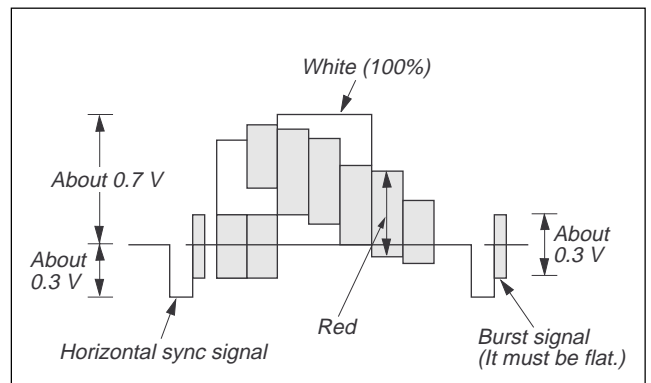 White (100%)
About 0.7 V
About
0.3 V
Horizontal sync signal
Red
About
0.3 V
Burst signal
(It must be flat.)